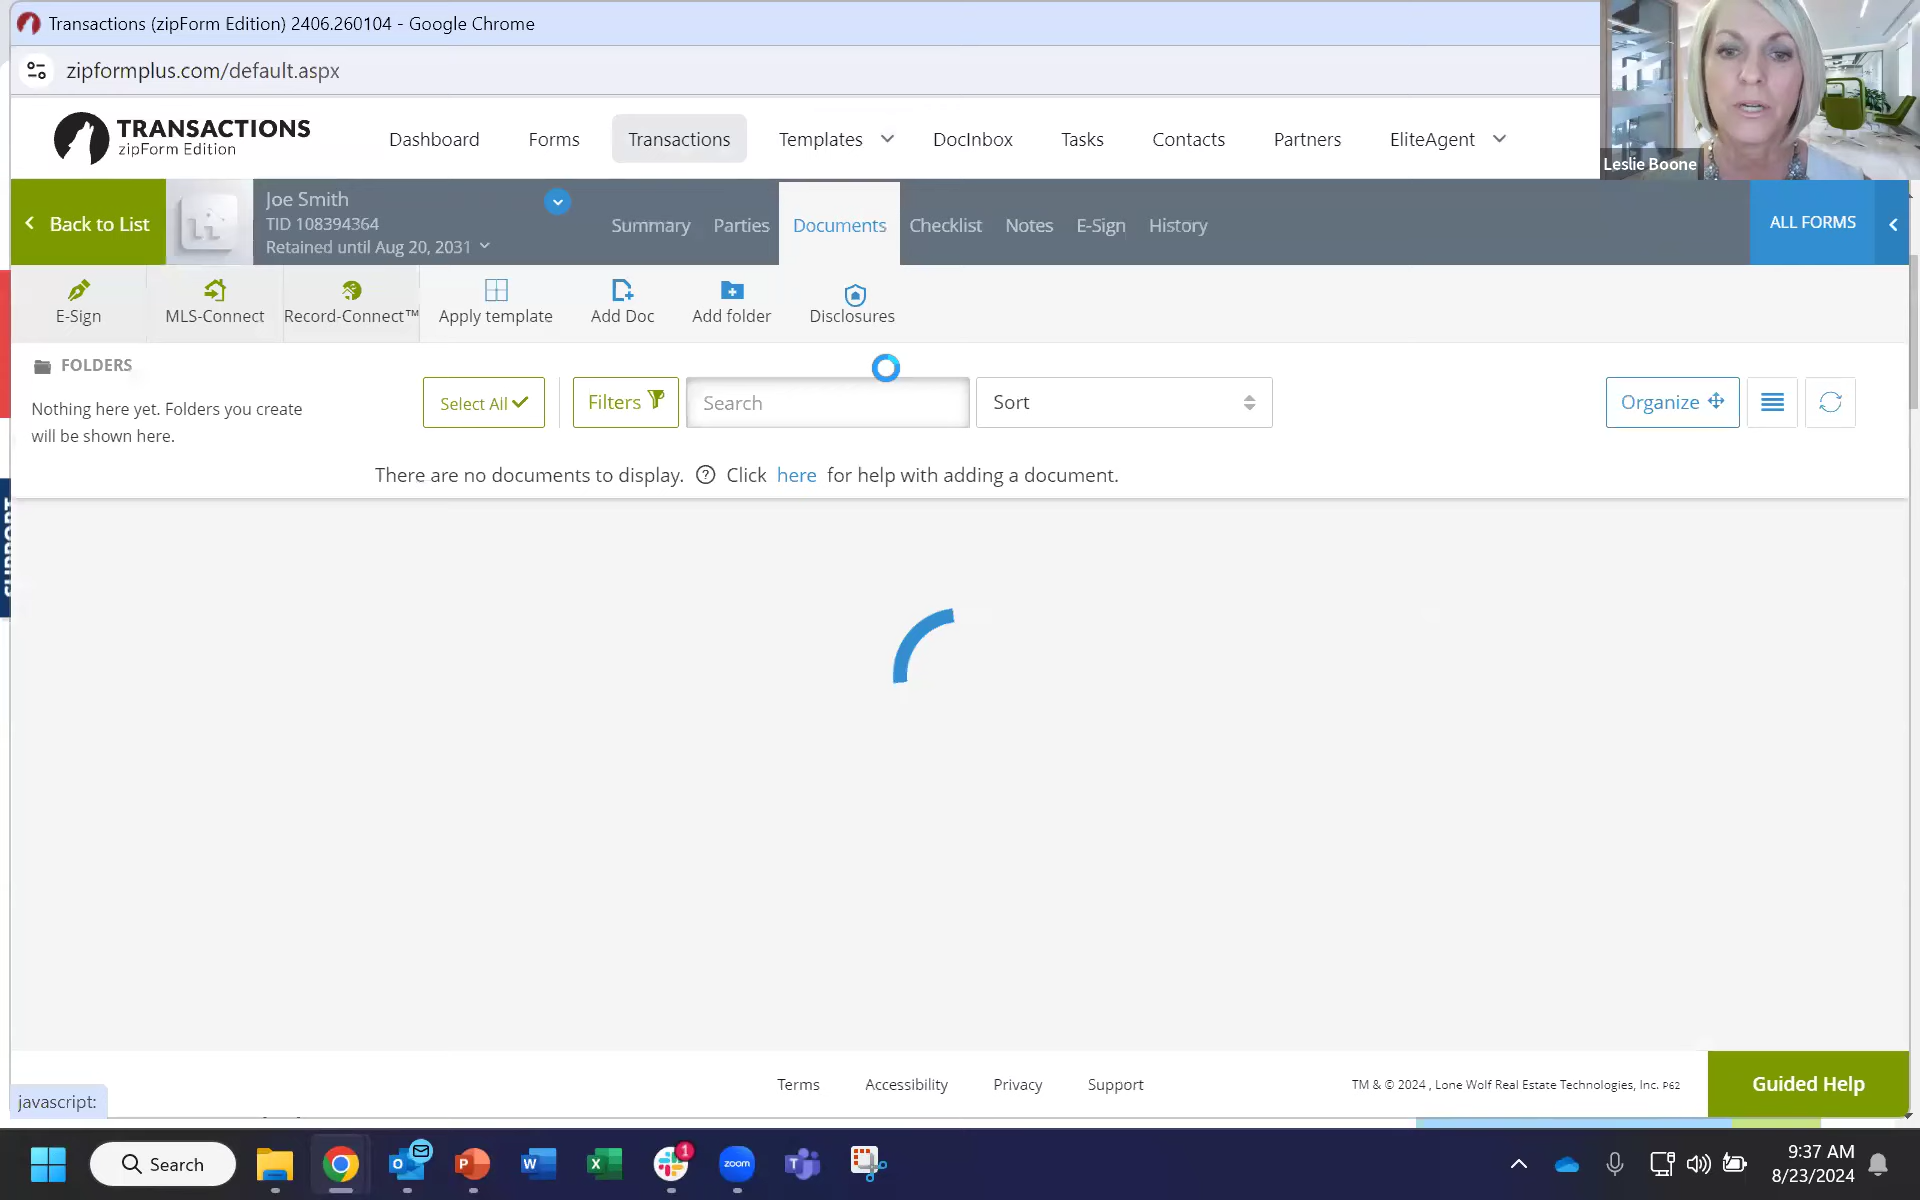 Transactions (zipForm Edition) 2406.260104 - Google Chrome
zipformplus.com/default.aspx
TRANSACTIONS
zipForm Edition
Dashboard Forms Transactions Templates DocInbox Tasks Contacts Partners EliteAgent
Leslie Boone
Back to List
Joe Smith
TID 108394364
Retained until Aug 20, 2031
Summary Parties Documents Checklist Notes E-Sign History
ALL FORMS
E-Sign MLS-Connect Record-Connect™ Apply template Add Doc Add folder Disclosures
FOLDERS
Nothing here yet. Folders you create
will be shown here.
Select All Filters Search Sort Organize
There are no documents to display. ? Click here for help with adding a document.
SUPPORT
Terms Accessibility Privacy Support
TM & © 2024 , Lone Wolf Real Estate Technologies, Inc. P62
Guided Help
javascript:
Search
zoom
1
9:37 AM
8/23/2024